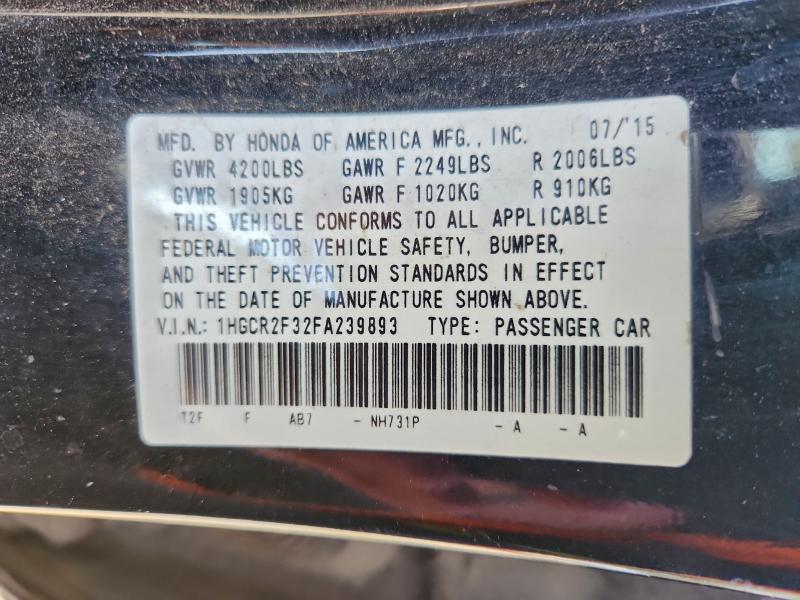 MFD. BY HONDA OF AMERICA MFG., INC. 07/'15
GVWR 4200LBS GAWR F 2249LBS R 2006LBS
GVWR 1905KG GAWR F 1020KG R 910KG
THIS VEHICLE CONFORMS TO ALL APPLICABLE
FEDERAL MOTOR VEHICLE SAFETY, BUMPER,
AND THEFT PREVENTION STANDARDS IN EFFECT
ON THE DATE OF MANUFACTURE SHOWN ABOVE.
V.I.N.: 1HGCR2F32FA239893 TYPE: PASSENGER CAR
T2F F AB7 - NH731P - A - A